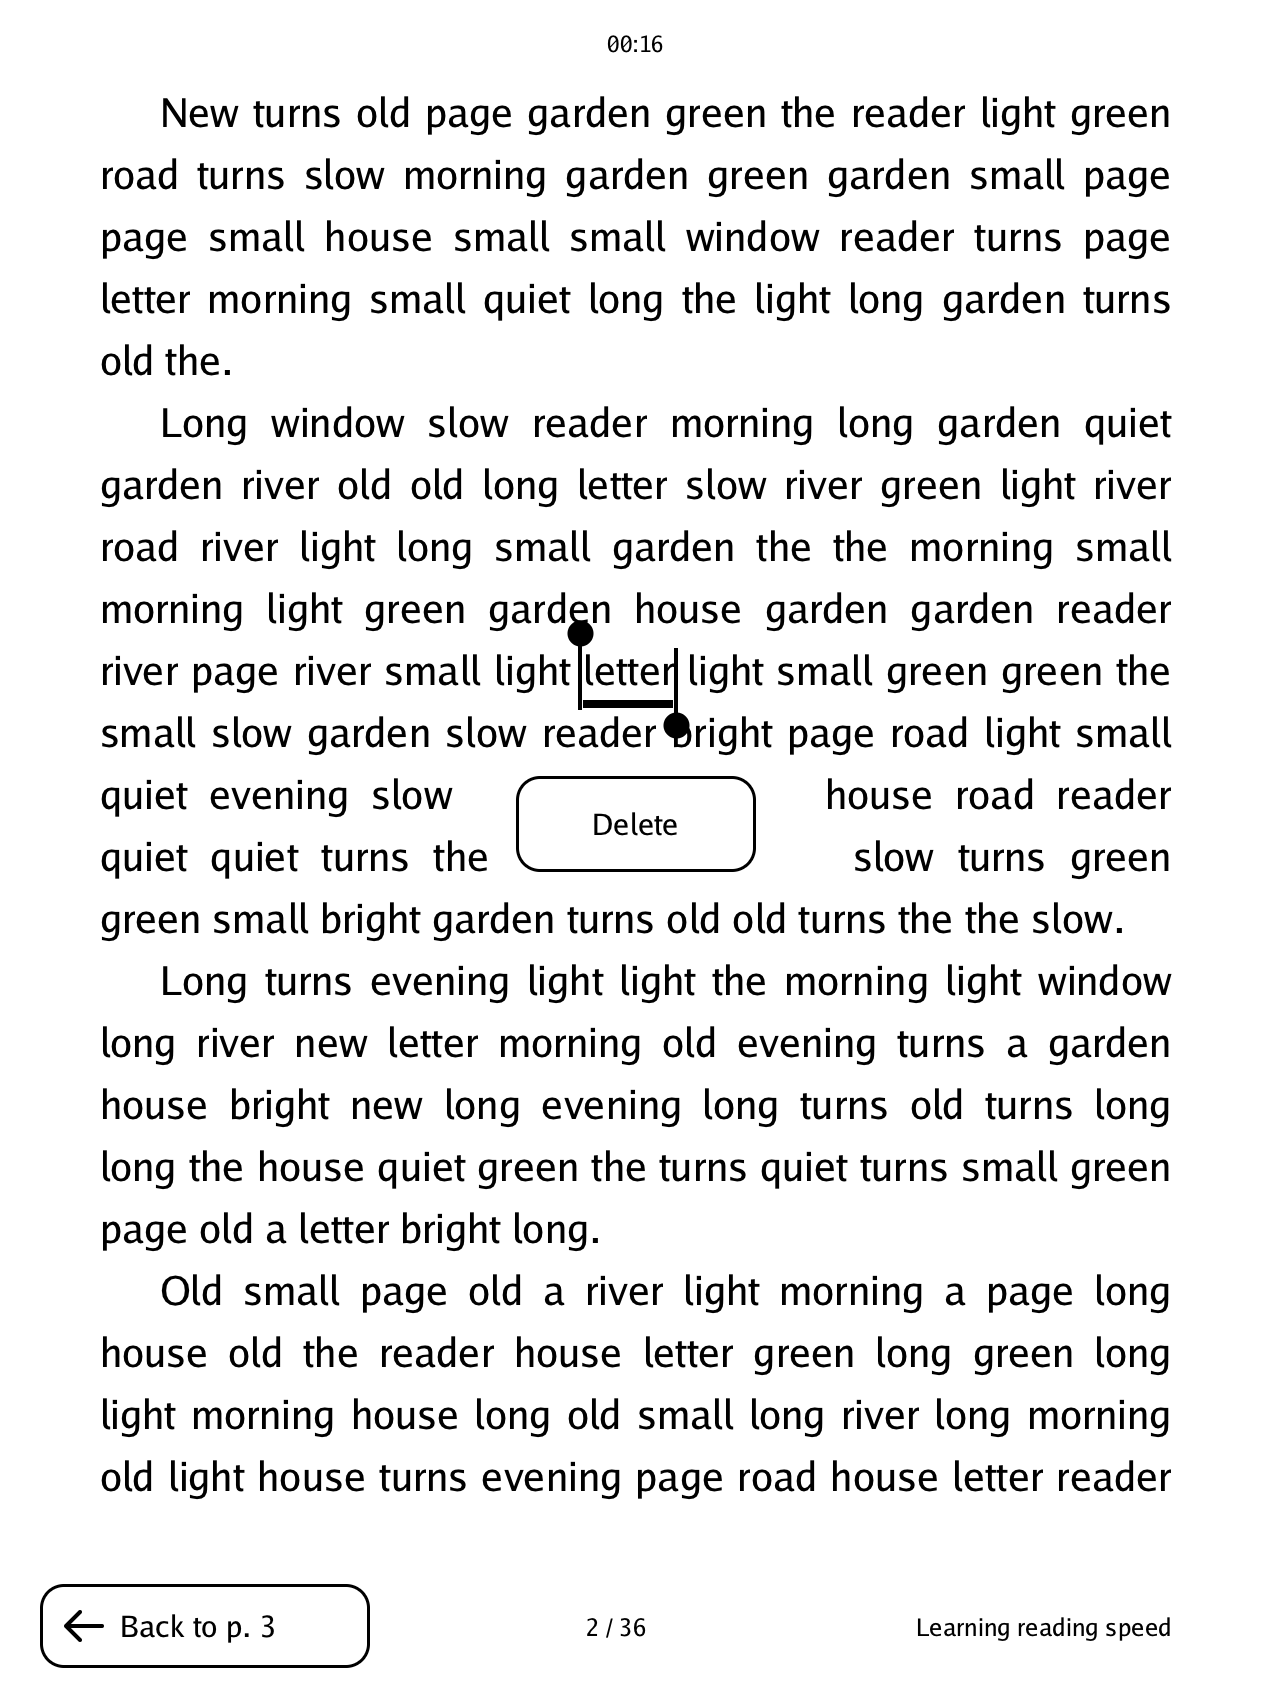 00:16
New turns old page garden green the reader light green
road turns slow morning garden green garden small page
page small house small small window reader turns page
letter morning small quiet long the light long garden turns
old the.
Long window slow reader morning long garden quiet
garden river old old long letter slow river green light river
road river light long small garden the the morning small
morning light green garden house garden garden reader
river page river small light letter light small green green the
small slow garden slow reader bright page road light small
quiet evening slow house road reader
Delete
quiet quiet turns the slow turns green
green small bright garden turns old old turns the the slow.
Long turns evening light light the morning light window
long river new letter morning old evening turns a garden
house bright new long evening long turns old turns long
long the house quiet green the turns quiet turns small green
page old a letter bright long.
Old small page old a river light morning a page long
house old the reader house letter green long green long
light morning house long old small long river long morning
old light house turns evening page road house letter reader
Back to p. 3
2 / 36
Learning reading speed